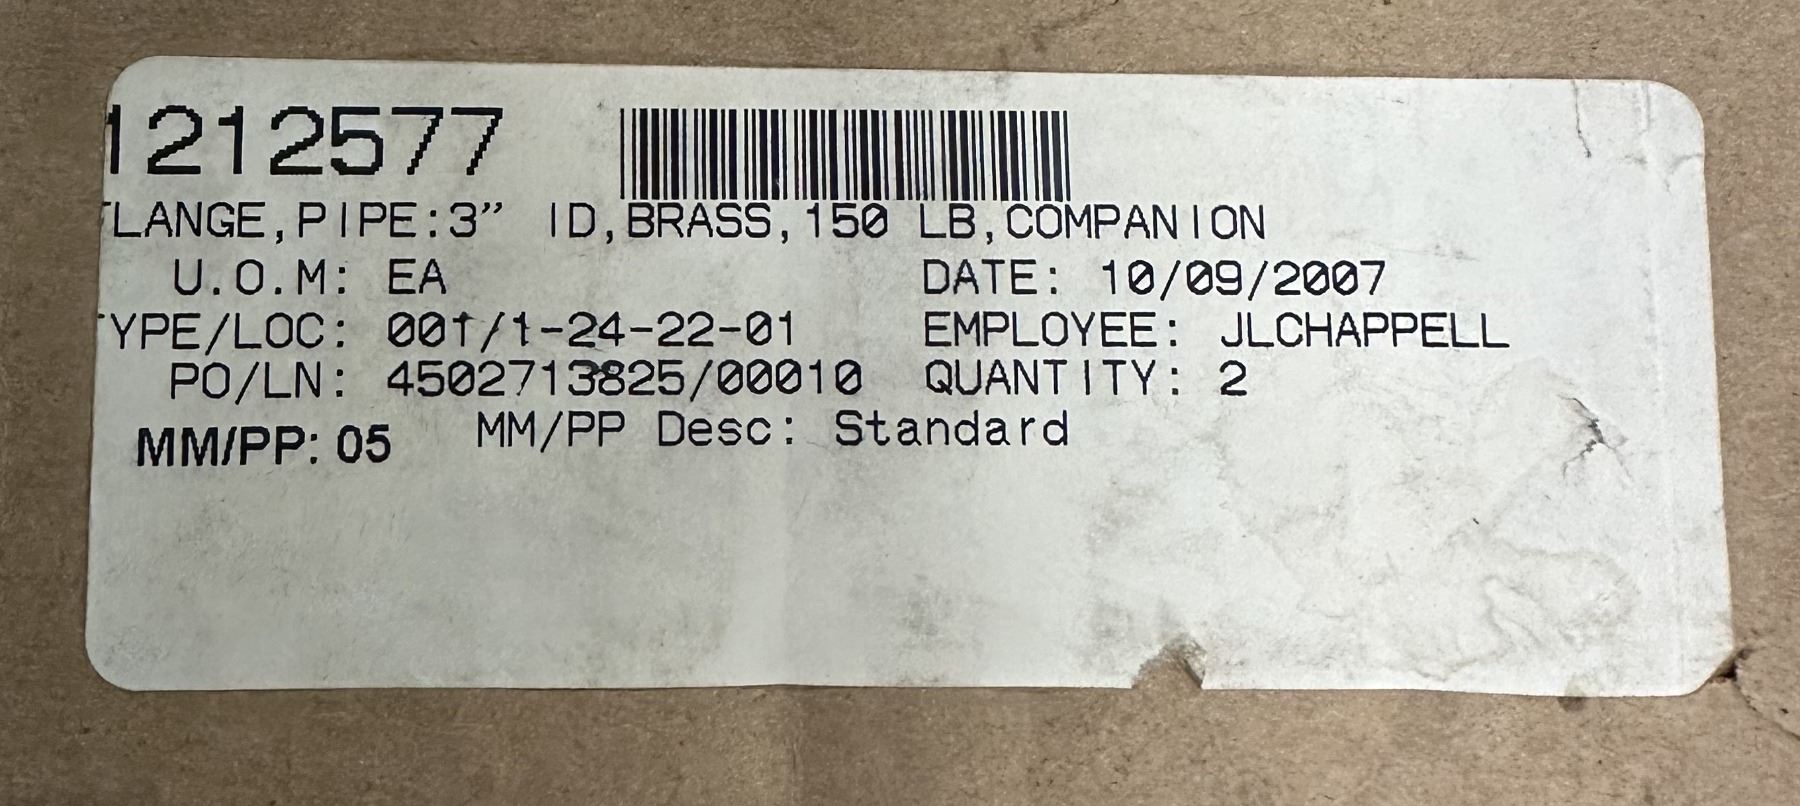 1212577
FLANGE,PIPE:3” ID,BRASS,150 LB,COMPANION
U.O.M: EA DATE: 10/09/2007
TYPE/LOC: 001/1-24-22-01 EMPLOYEE: JLCHAPPELL
PO/LN: 4502713825/00010 QUANTITY: 2
MM/PP: 05 MM/PP Desc: Standard